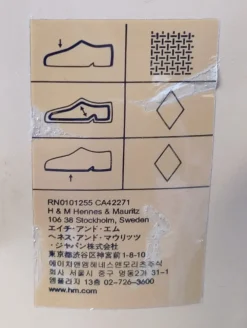 RN0101255 CA42271
H & M Hennes & Mauritz
106 38 Stockholm, Sweden
エイチ・アンド・エム
ヘネス・アンド・マウリッツ
・ジャパン株式会社
東京都渋谷区神宮前1-8-10
에이치앤엠헤네스앤모리츠주식
회사 서울시 중구 명동2가 31-1
엠플라자 13층 02-726-3600
www.hm.com